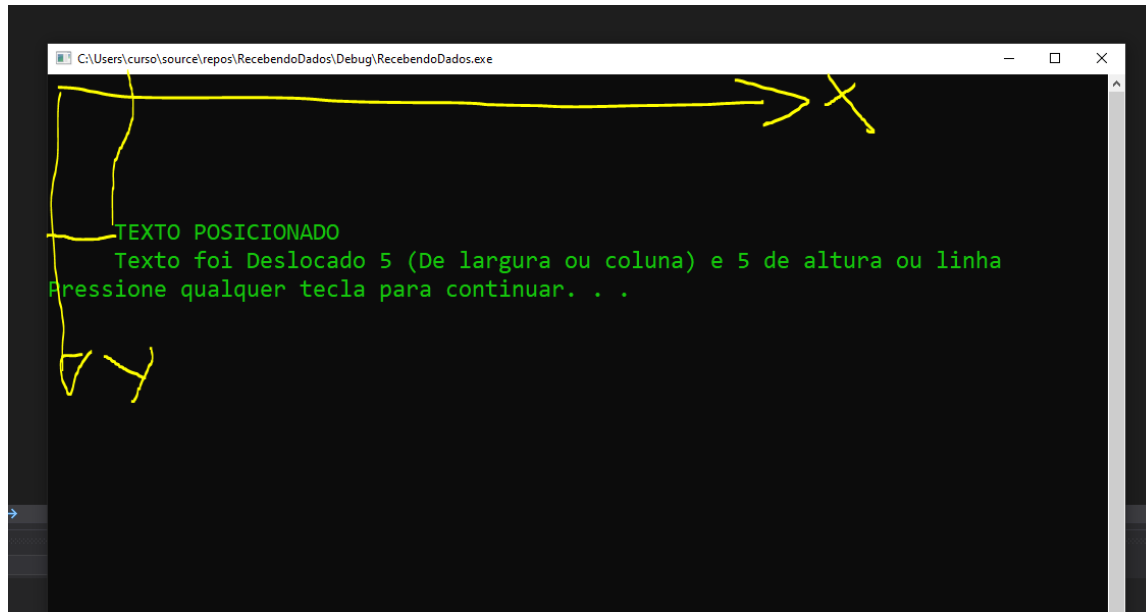 C:\Users\curso\source\repos\RecebendoDados\Debug\RecebendoDados.exe
X
TEXTO POSICIONADO
Texto foi Deslocado 5 (De largura ou coluna) e 5 de altura ou linha
Pressione qualquer tecla para continuar. . .
Y